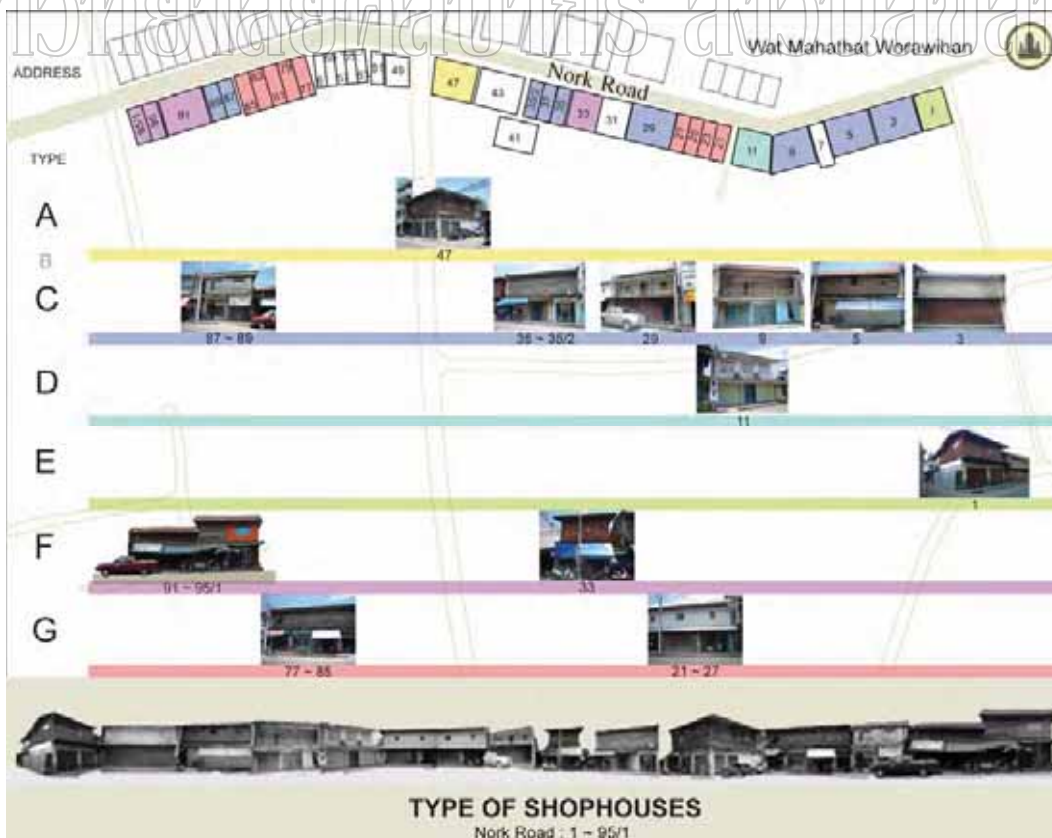 Wat Mahathat Worawihan
ADDRESS
Nork Road
47
43
41
91
33
31
29
11
9
7
5
3
1
49
TYPE
A
47
B
C
87 ~ 89
35 ~ 35/2
29
9
5
3
D
11
E
1
F
91 ~ 95/1
33
G
77 ~ 85
21 ~ 27
TYPE OF SHOPHOUSES
Nork Road : 1 ~ 95/1